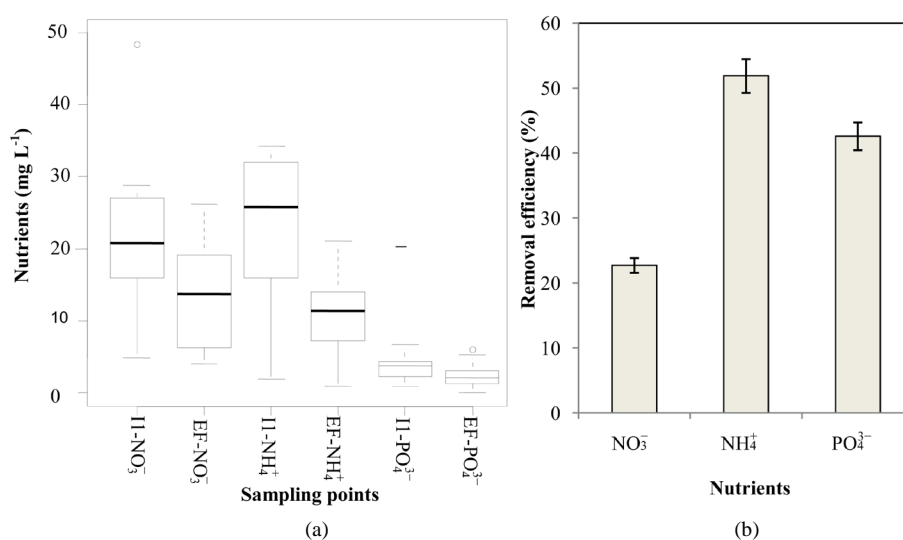 50
40
30
20
10
0
Nutrients (mg L⁻¹)
I1-NO₃⁻
EF-NO₃⁻
I1-NH₄⁺
EF-NH₄⁺
I1-PO₄³⁻
EF-PO₄³⁻
Sampling points
(a)
60
50
40
30
20
10
0
Removal efficiency (%)
NO₃⁻
NH₄⁺
PO₄³⁻
Nutrients
(b)